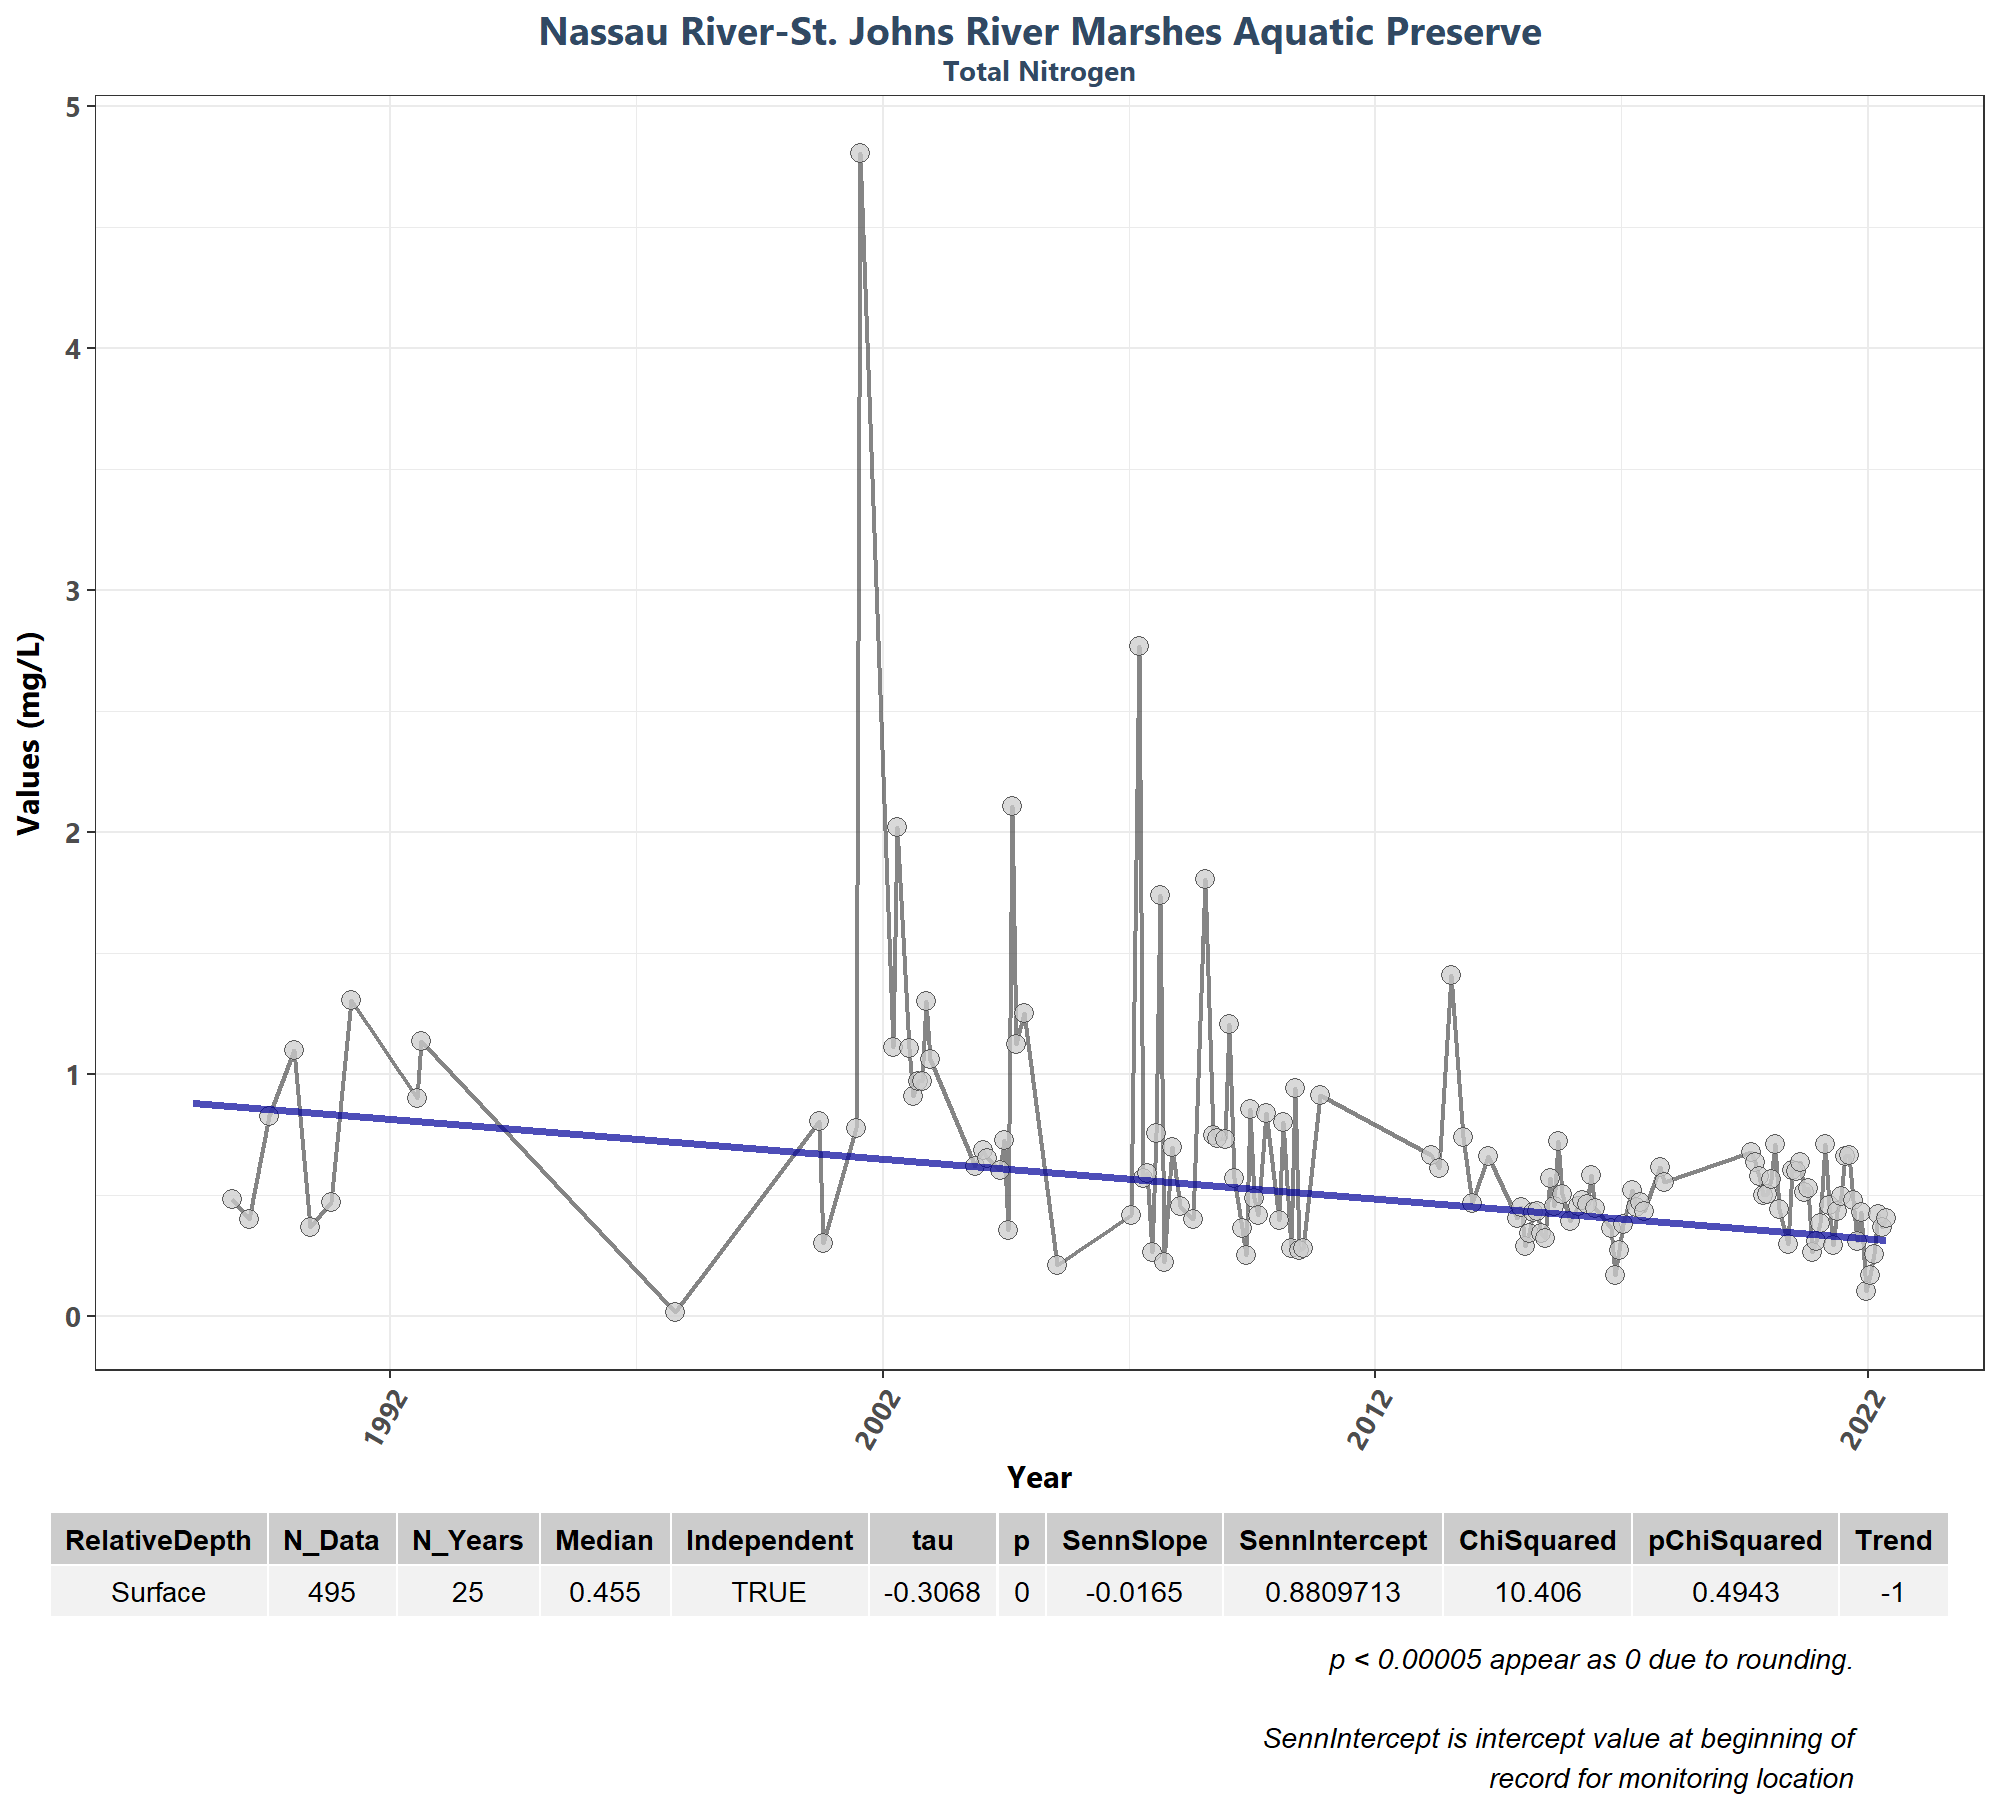 Nassau River-St. Johns River Marshes Aquatic Preserve
Total Nitrogen
5
4
3
2
1
0
Values (mg/L)
1992 2002 2012 2022
Year
RelativeDepth N_Data N_Years Median Independent tau p SennSlope SennIntercept ChiSquared pChiSquared Trend
Surface 495 25 0.455 TRUE -0.3068 0 -0.0165 0.8809713 10.406 0.4943 -1
p < 0.00005 appear as 0 due to rounding.
SennIntercept is intercept value at beginning of
record for monitoring location